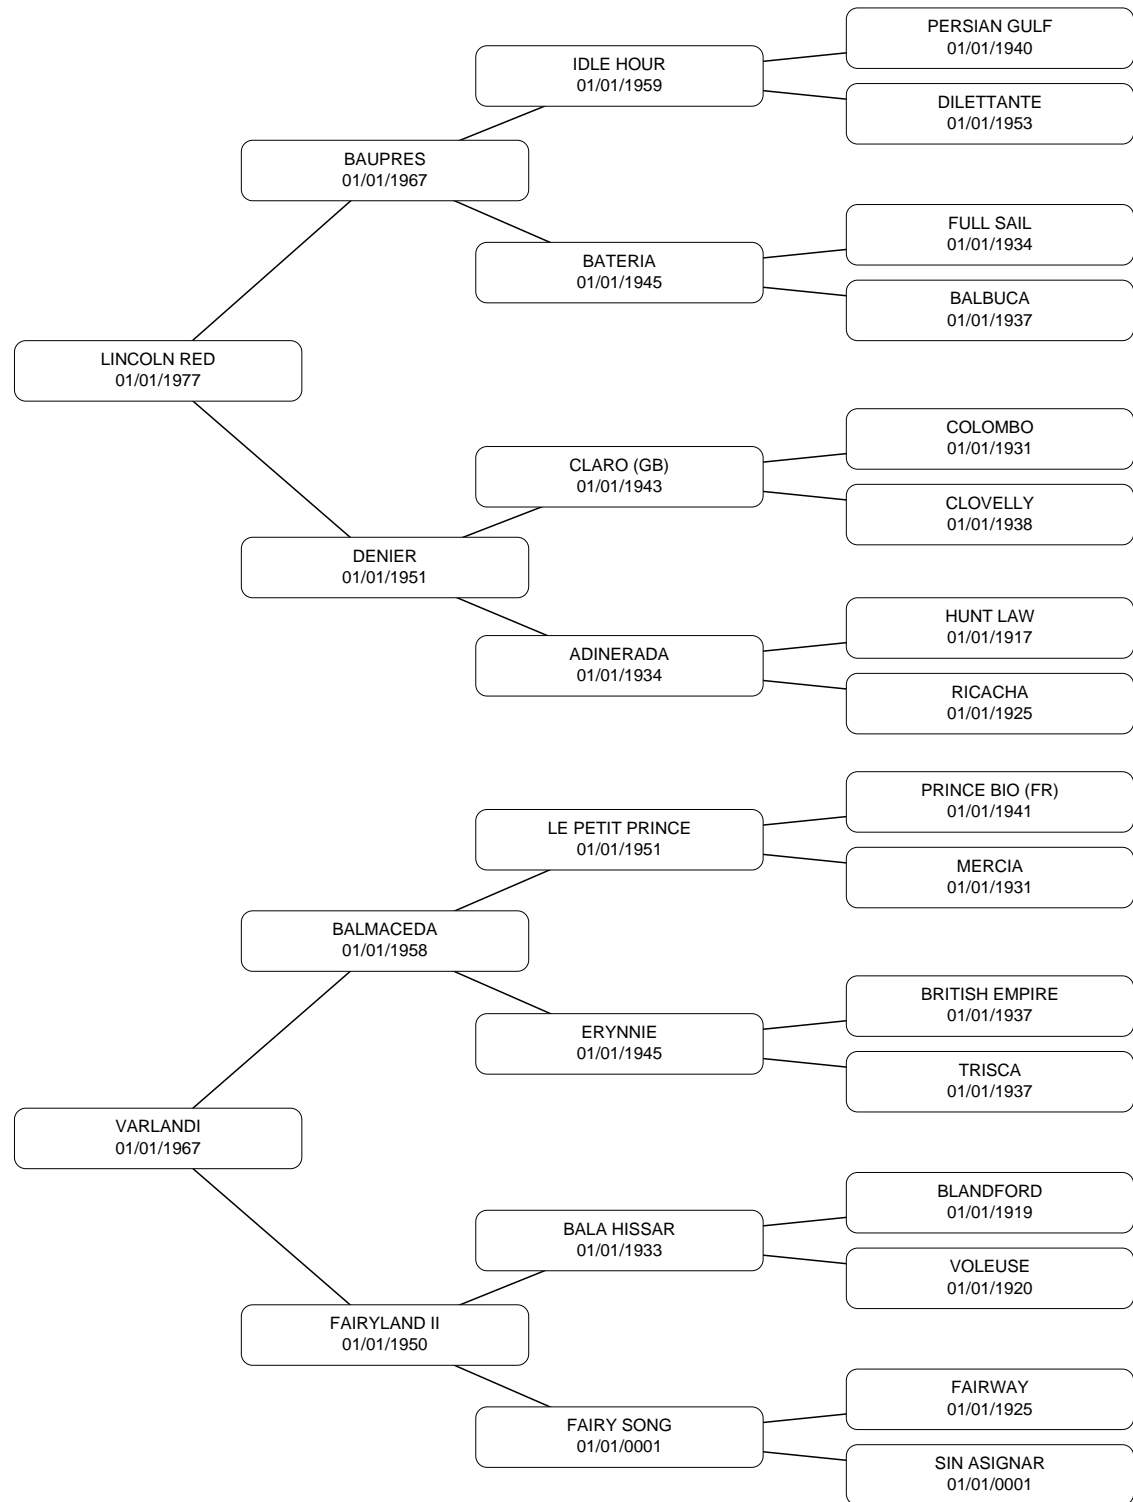 PERSIAN GULF
01/01/1940
IDLE HOUR
01/01/1959
DILETTANTE
01/01/1953
BAUPRES
01/01/1967
FULL SAIL
01/01/1934
BATERIA
01/01/1945
BALBUCA
01/01/1937
LINCOLN RED
01/01/1977
COLOMBO
01/01/1931
CLARO (GB)
01/01/1943
CLOVELLY
01/01/1938
DENIER
01/01/1951
HUNT LAW
01/01/1917
ADINERADA
01/01/1934
RICACHA
01/01/1925
PRINCE BIO (FR)
01/01/1941
LE PETIT PRINCE
01/01/1951
MERCIA
01/01/1931
BALMACEDA
01/01/1958
BRITISH EMPIRE
01/01/1937
ERYNNIE
01/01/1945
TRISCA
01/01/1937
VARLANDI
01/01/1967
BLANDFORD
01/01/1919
BALA HISSAR
01/01/1933
VOLEUSE
01/01/1920
FAIRYLAND II
01/01/1950
FAIRWAY
01/01/1925
FAIRY SONG
01/01/0001
SIN ASIGNAR
01/01/0001